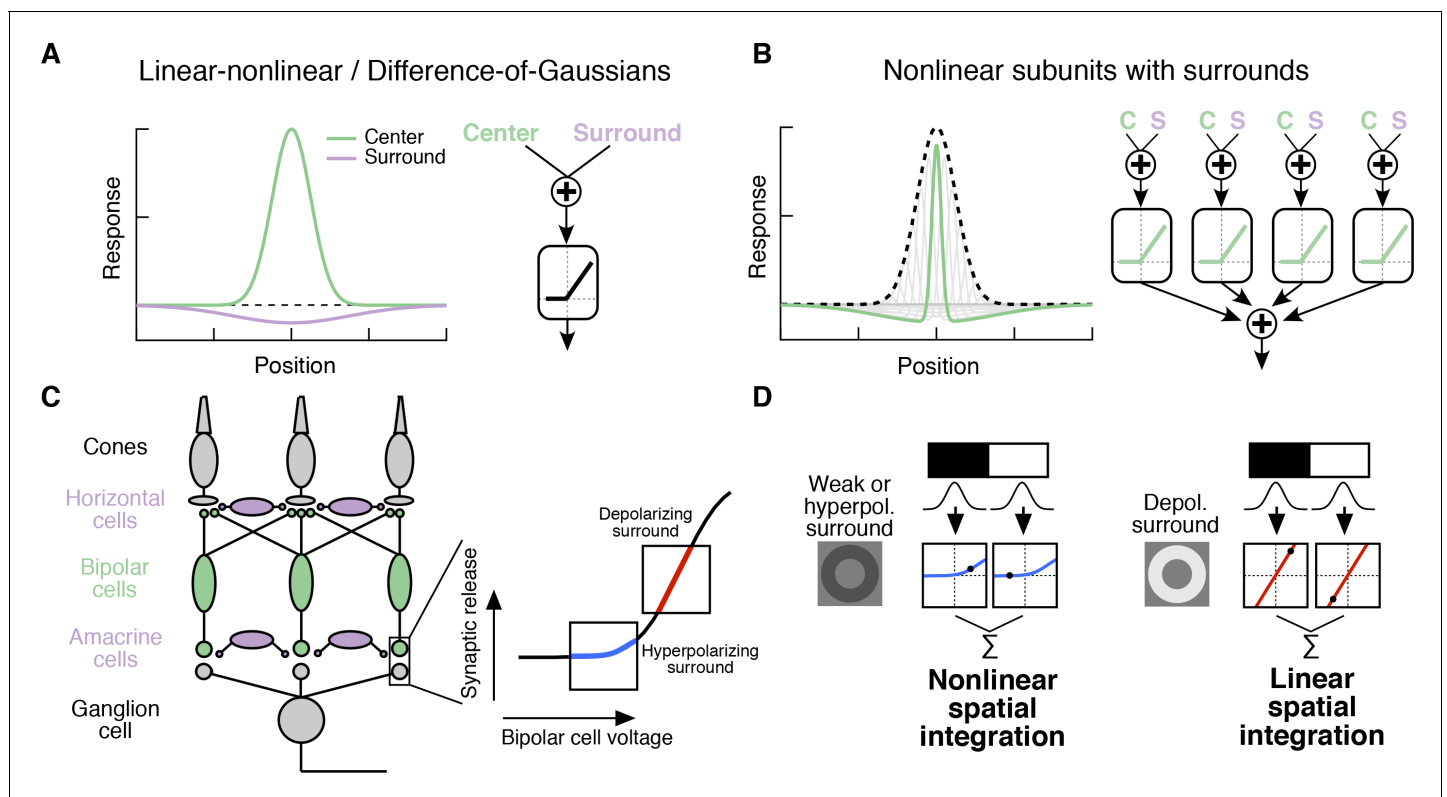 A
Linear-nonlinear / Difference-of-Gaussians
Center
Surround
Center Surround
Response
Position
B
Nonlinear subunits with surrounds
C S C S C S C S
Response
Position
C
Cones
Horizontal
cells
Bipolar
cells
Amacrine
cells
Ganglion
cell
Synaptic release
Depolarizing
surround
Hyperpolarizing
surround
Bipolar cell voltage
D
Weak or
hyperpol.
surround
Σ
Nonlinear
spatial
integration
Depol.
surround
Σ
Linear
spatial
integration